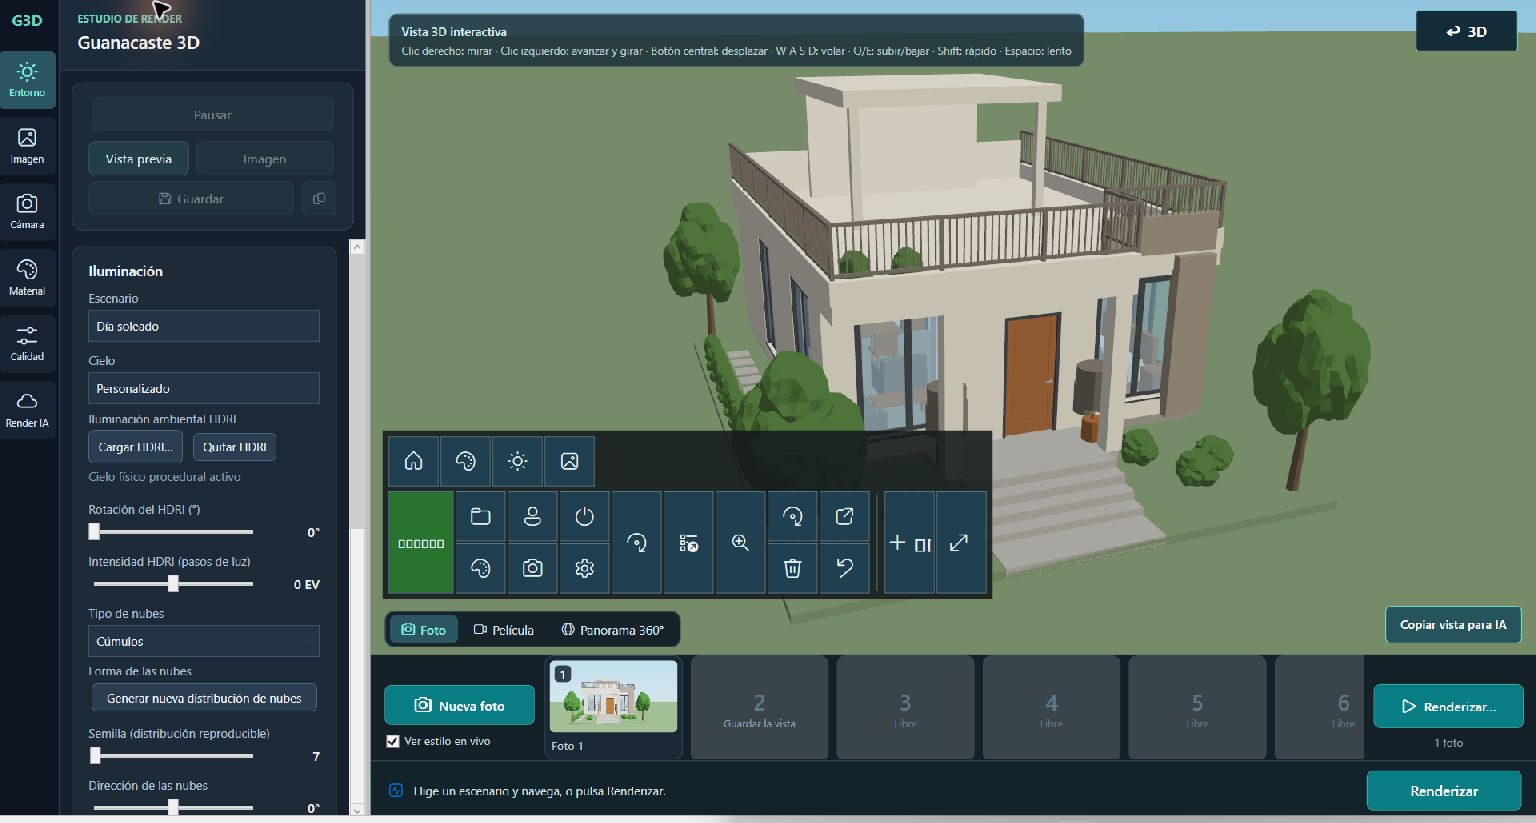 G3D
ESTUDIO DE RENDER
Guanacaste 3D
Entorno
Imagen
Cámara
Material
Calidad
Render IA
Pausar
Vista previa
Imagen
Guardar
Iluminación
Escenario
Día soleado
Cielo
Personalizado
Iluminación ambiental HDRI
Cargar HDRI...
Quitar HDRI
Cielo físico procedural activo
Rotación del HDRI (°)
0°
Intensidad HDRI (pasos de luz)
0 EV
Tipo de nubes
Cúmulos
Forma de las nubes
Generar nueva distribución de nubes
Semilla (distribución reproducible)
7
Dirección de las nubes
0°
Vista 3D interactiva
Clic derecho: mirar · Clic izquierdo: avanzar y girar · Botón central: desplazar · W A S D: volar · Q/E: subir/bajar · Shift: rápido · Espacio: lento
3D
Foto
Película
Panorama 360°
Copiar vista para IA
Nueva foto
Ver estilo en vivo
1
Foto 1
2
Guardar la vista
3
Libre
4
Libre
5
Libre
6
Libre
Renderizar...
1 foto
Elige un escenario y navega, o pulsa Renderizar.
Renderizar